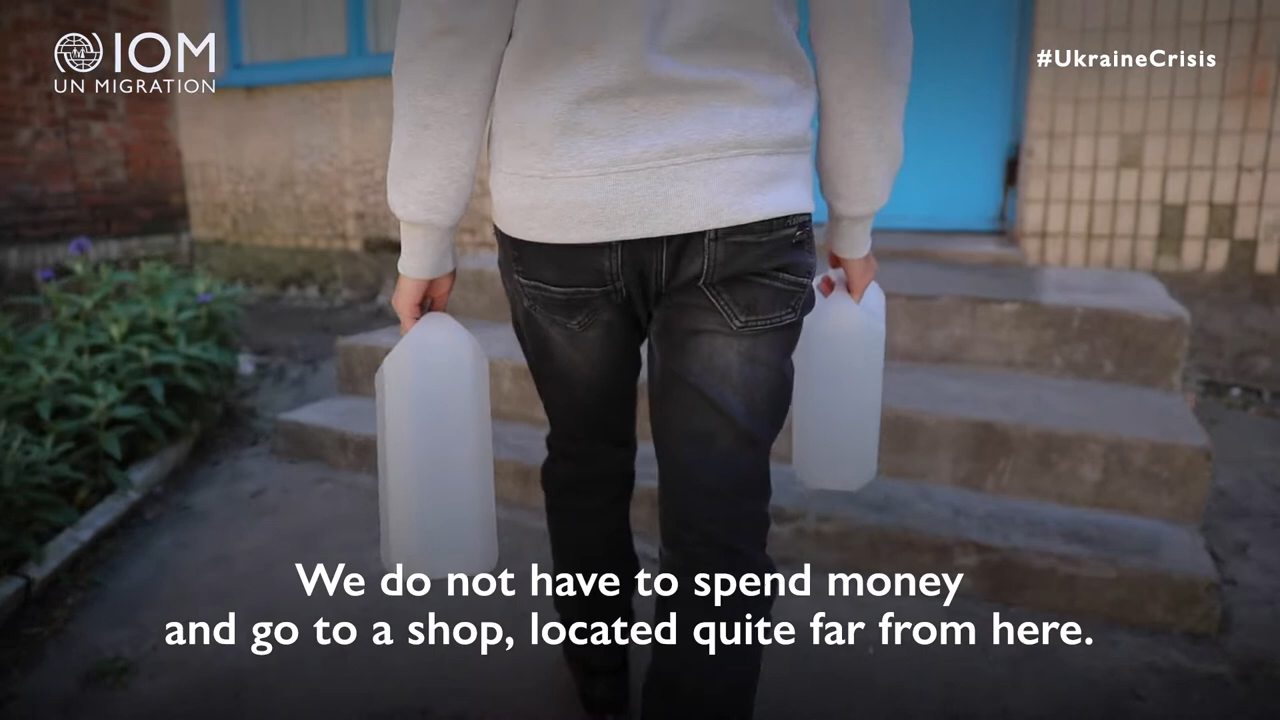 IOM
UN MIGRATION
#UkraineCrisis
We do not have to spend money
and go to a shop, located quite far from here.